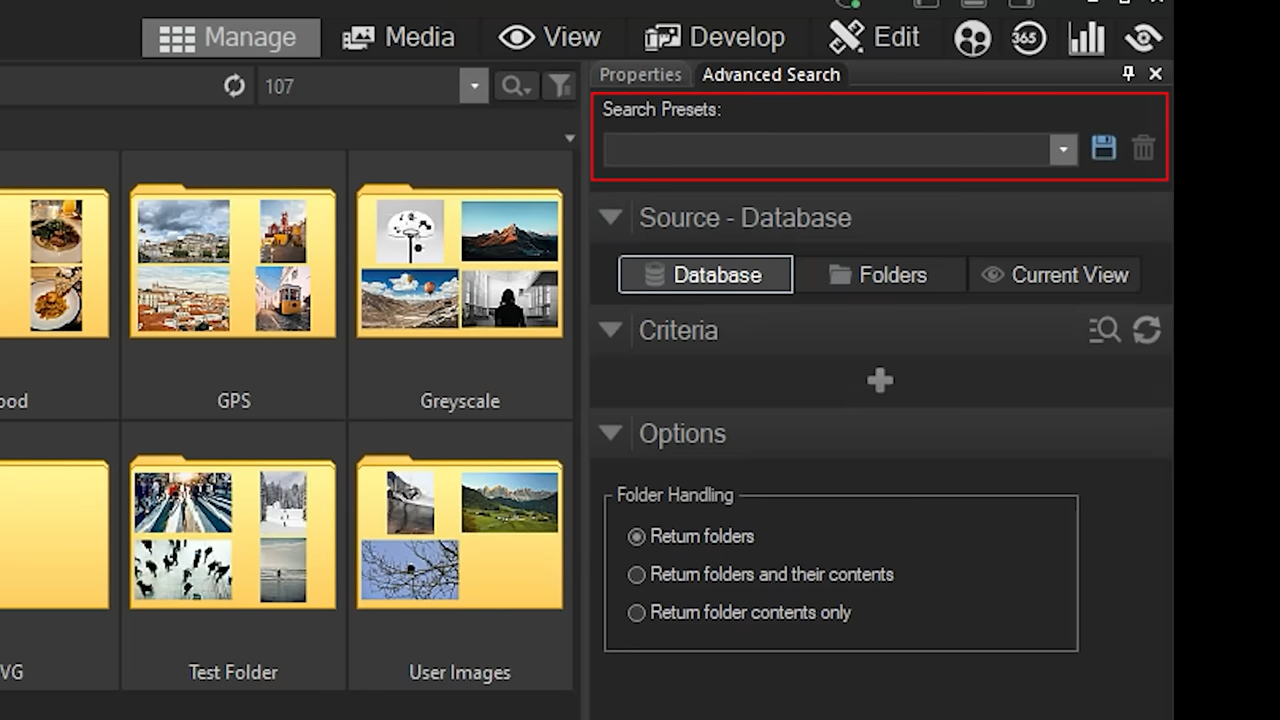 Manage
Media
View
Develop
Edit
365
107
Properties
Advanced Search
Search Presets:
Source - Database
Database
Folders
Current View
Criteria
Options
Folder Handling
Return folders
Return folders and their contents
Return folder contents only
ood
GPS
Greyscale
VG
Test Folder
User Images